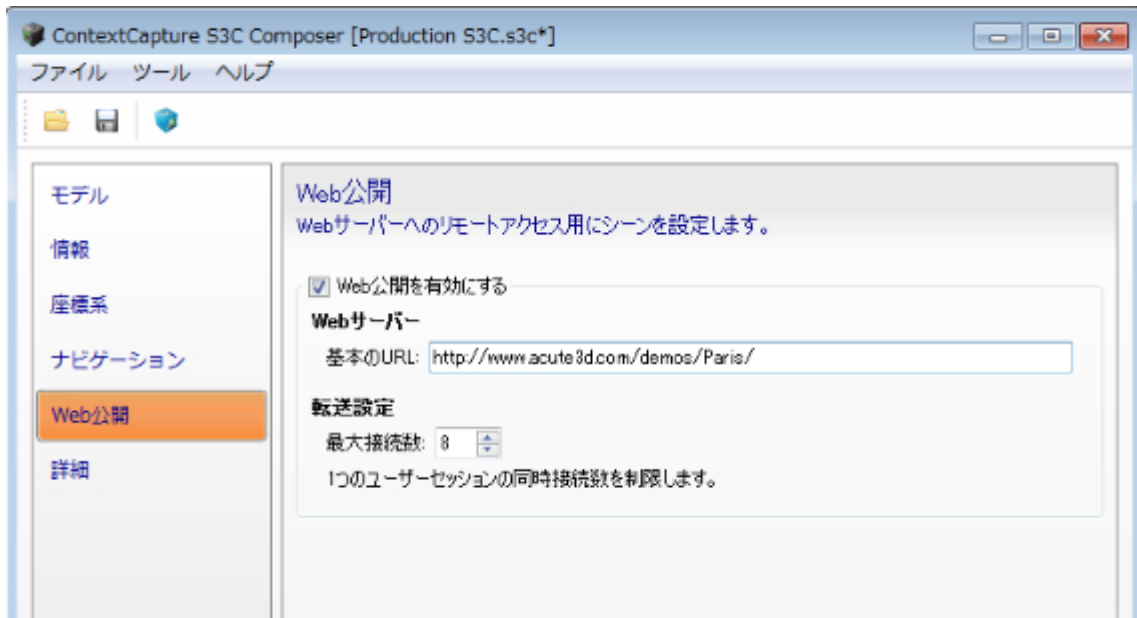 ContextCapture S3C Composer [Production S3C.s3c*]
ファイル ツール ヘルプ
モデル
情報
座標系
ナビゲーション
Web公開
詳細
Web公開
Webサーバーへのリモートアクセス用にシーンを設定します。
Web公開を有効にする
Webサーバー
基本のURL: http://www.acute3d.com/demos/Paris/
転送設定
最大接続数: 8
1つのユーザーセッションの同時接続数を制限します。